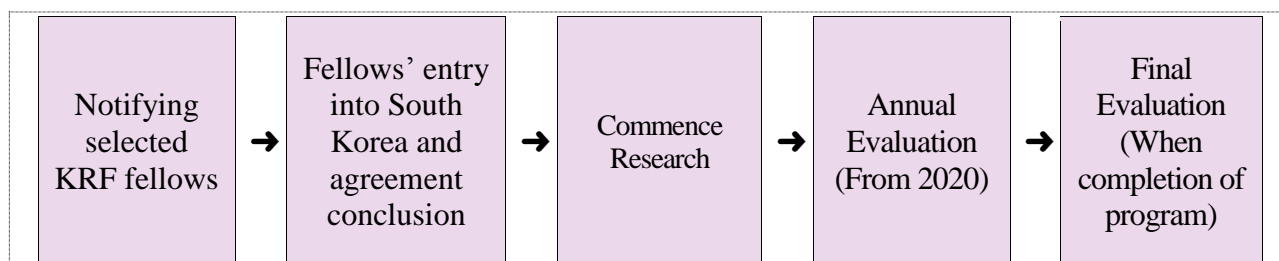 Notifying
selected
KRF fellows
➜
Fellows’ entry
into South
Korea and
agreement
conclusion
➜
Commence
Research
➜
Annual
Evaluation
(From 2020)
➜
Final
Evaluation
(When
completion of
program)